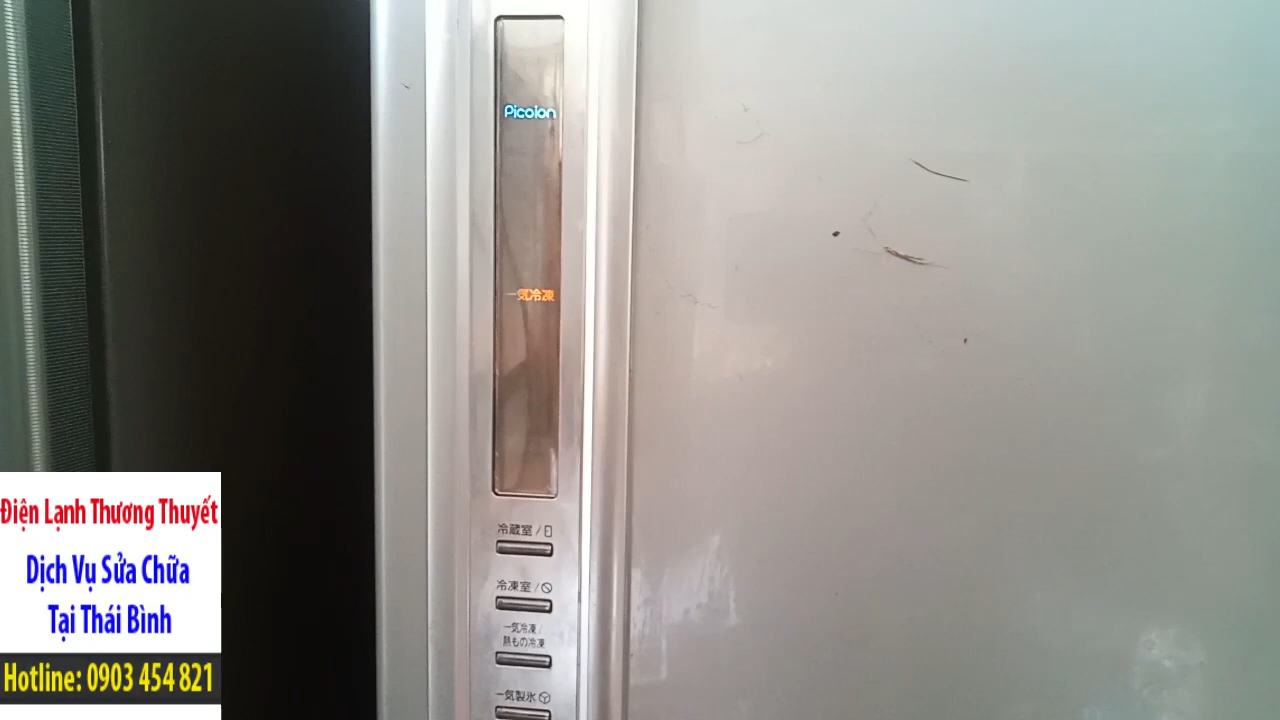 Picolon
一気冷凍
冷蔵室/
冷凍室/
一気冷凍/
熱もの冷凍
一気製氷
Điện Lạnh Thương Thuyết
Dịch Vụ Sửa Chữa
Tại Thái Bình
Hotline: 0903 454 821